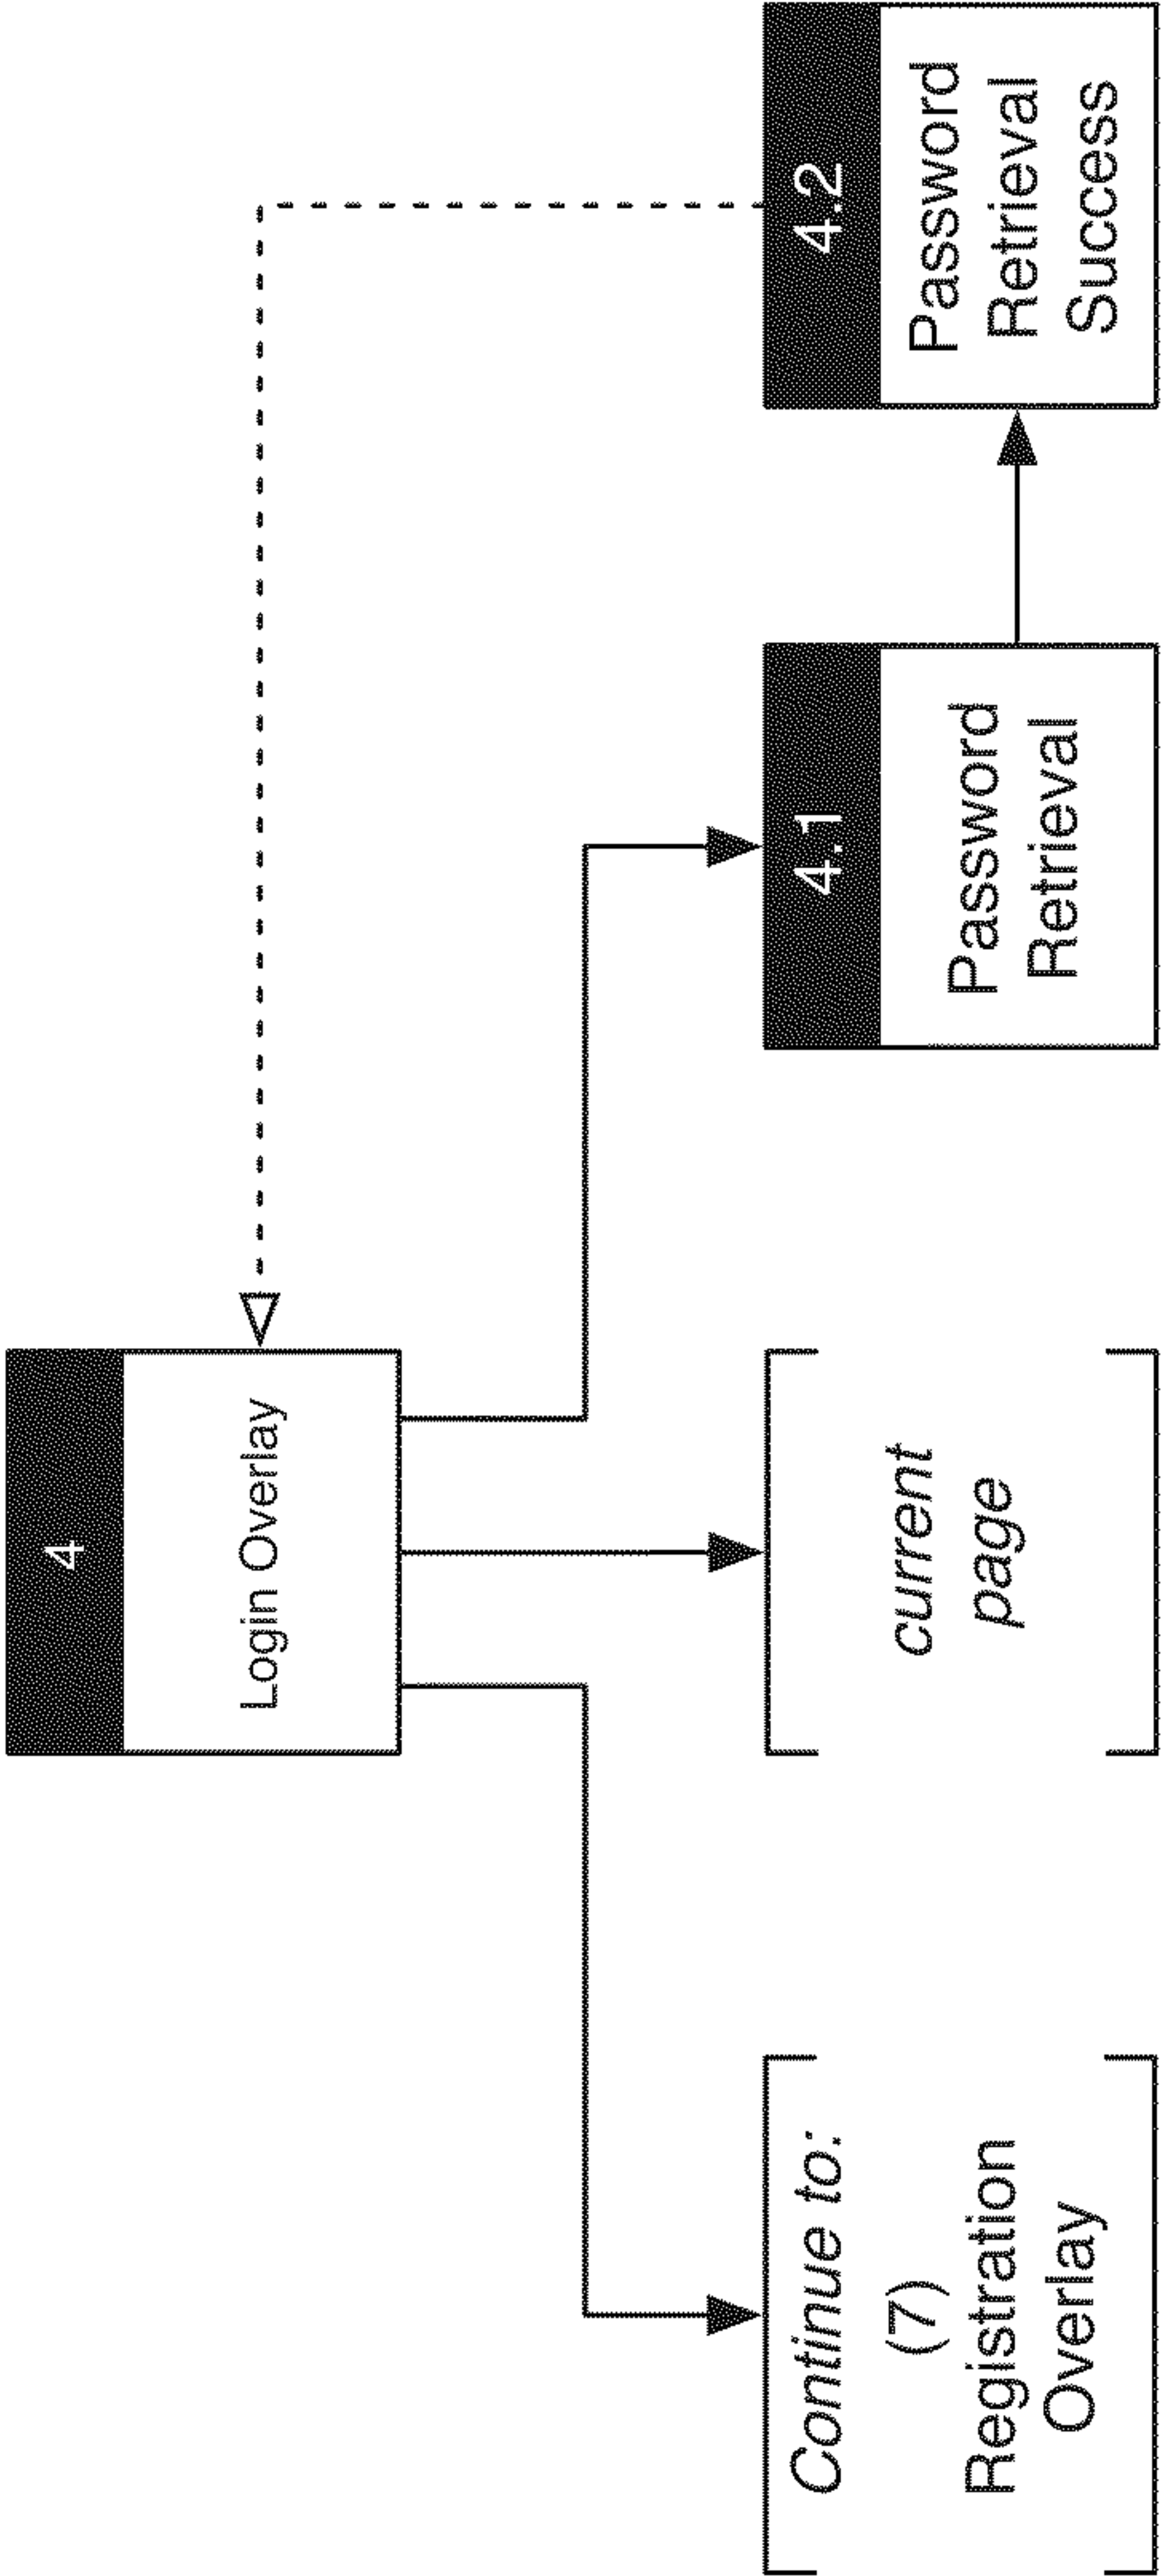 4
Login Overlay
Continue to:
(7)
Registration
Overlay
current
page
4.1
Password
Retrieval
4.2
Password
Retrieval
Success